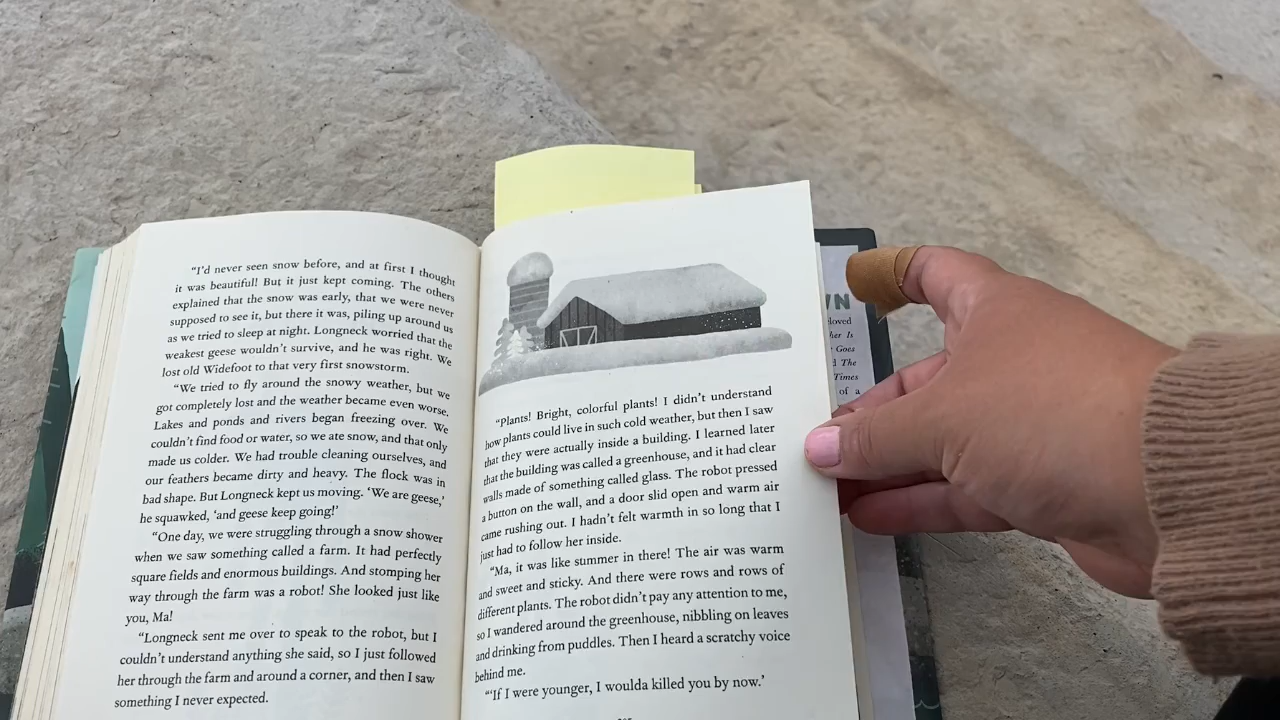 “I’d never seen snow before, and at first I thought
it was beautiful! But it just kept coming. The others
explained that the snow was early, that we were never
supposed to see it, but there it was, piling up around us
as we tried to sleep at night. Longneck worried that the
weakest geese wouldn’t survive, and he was right. We
lost old Widefoot to that very first snowstorm.
“We tried to fly around the snowy weather, but we
got completely lost and the weather became even worse.
Lakes and ponds and rivers began freezing over. We
couldn’t find food or water, so we ate snow, and that only
made us colder. We had trouble cleaning ourselves, and
our feathers became dirty and heavy. The flock was in
bad shape. But Longneck kept us moving. ‘We are geese,’
he squawked, ‘and geese keep going!’
“One day, we were struggling through a snow shower
when we saw something called a farm. It had perfectly
square fields and enormous buildings. And stomping her
way through the farm was a robot! She looked just like
you, Ma!
“Longneck sent me over to speak to the robot, but I
couldn’t understand anything she said, so I just followed
her through the farm and around a corner, and then I saw
something I never expected.
“Plants! Bright, colorful plants! I didn’t understand
how plants could live in such cold weather, but then I saw
that they were actually inside a building. I learned later
that the building was called a greenhouse, and it had clear
walls made of something called glass. The robot pressed
a button on the wall, and a door slid open and warm air
came rushing out. I hadn’t felt warmth in so long that I
just had to follow her inside.
“Ma, it was like summer in there! The air was warm
and sweet and sticky. And there were rows and rows of
different plants. The robot didn’t pay any attention to me,
so I wandered around the greenhouse, nibbling on leaves
and drinking from puddles. Then I heard a scratchy voice
behind me.
“‘If I were younger, I woulda killed you by now.’
WN
eloved
her Is
Goes
The
Times
of a